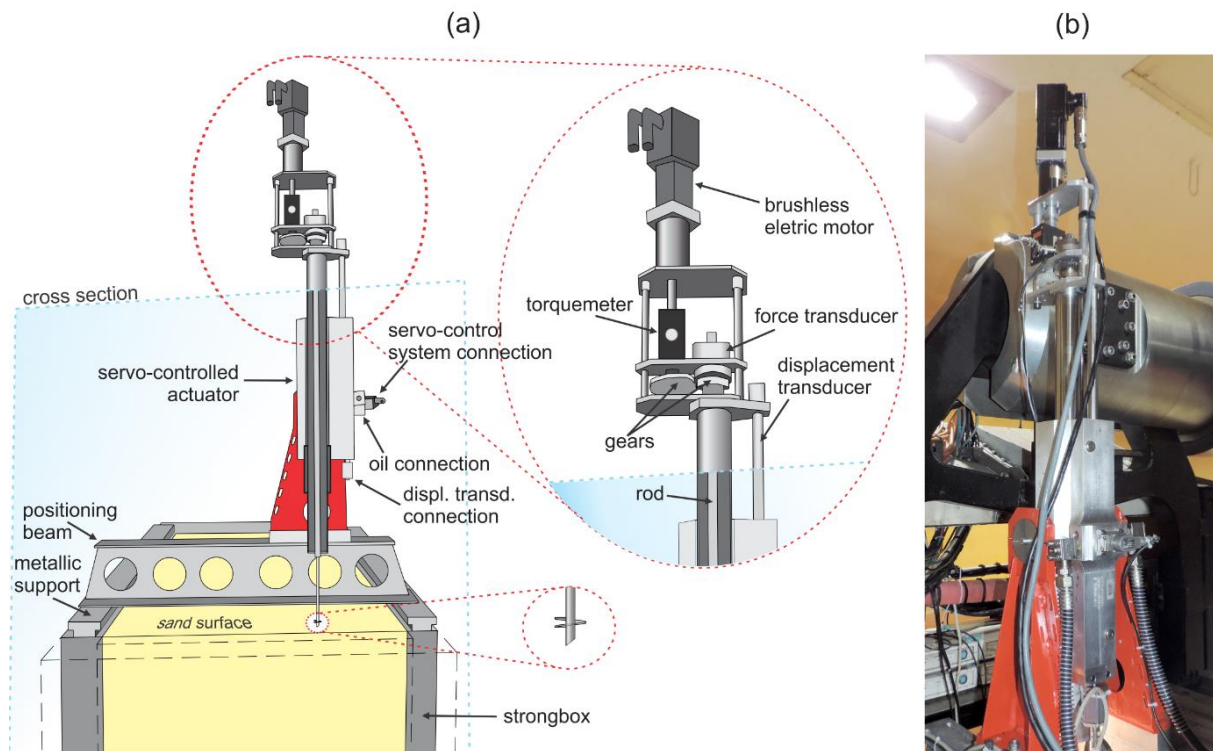 (a)
(b)
brushless
eletric motor
cross section
torquemeter
force transducer
servo-control
system connection
displacement
transducer
servo-controlled
actuator
gears
oil connection
rod
displ. transd.
connection
positioning
beam
metallic
support
sand surface
strongbox